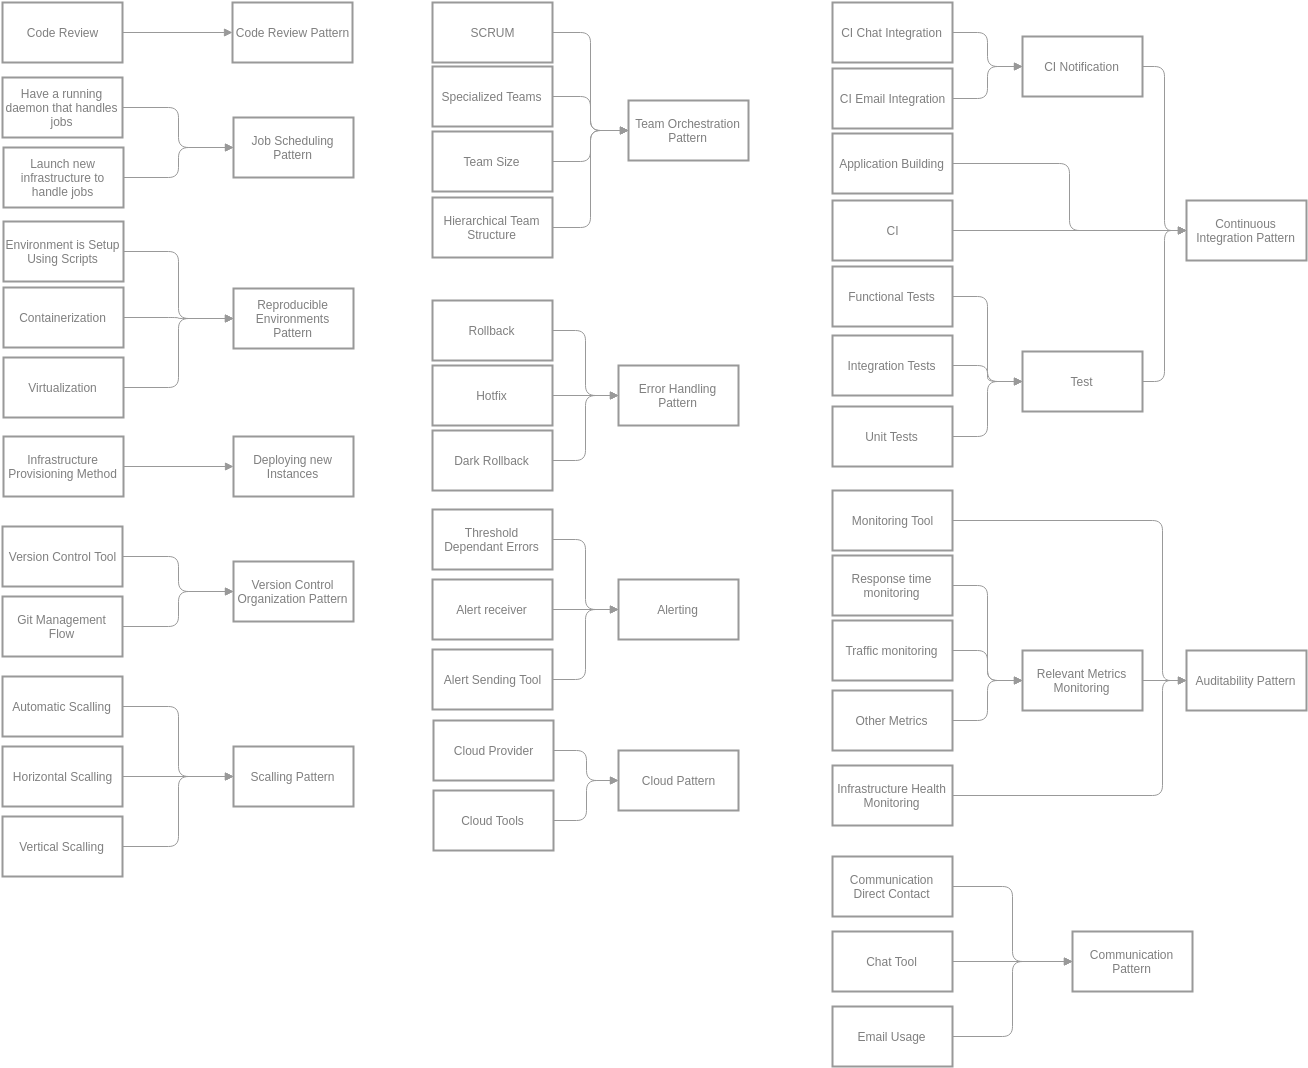 Code Review
Code Review Pattern
Have a running
daemon that handles
jobs
Launch new
infrastructure to
handle jobs
Job Scheduling
Pattern
Environment is Setup
Using Scripts
Containerization
Virtualization
Reproducible
Environments
Pattern
Infrastructure
Provisioning Method
Deploying new
Instances
Version Control Tool
Git Management
Flow
Version Control
Organization Pattern
Automatic Scalling
Horizontal Scalling
Vertical Scalling
Scalling Pattern
SCRUM
Specialized Teams
Team Size
Hierarchical Team
Structure
Team Orchestration
Pattern
Rollback
Hotfix
Dark Rollback
Error Handling
Pattern
Threshold
Dependant Errors
Alert receiver
Alert Sending Tool
Alerting
Cloud Provider
Cloud Tools
Cloud Pattern
CI Chat Integration
CI Email Integration
CI Notification
Application Building
CI
Functional Tests
Integration Tests
Unit Tests
Test
Continuous
Integration Pattern
Monitoring Tool
Response time
monitoring
Traffic monitoring
Other Metrics
Relevant Metrics
Monitoring
Infrastructure Health
Monitoring
Auditability Pattern
Communication
Direct Contact
Chat Tool
Email Usage
Communication
Pattern